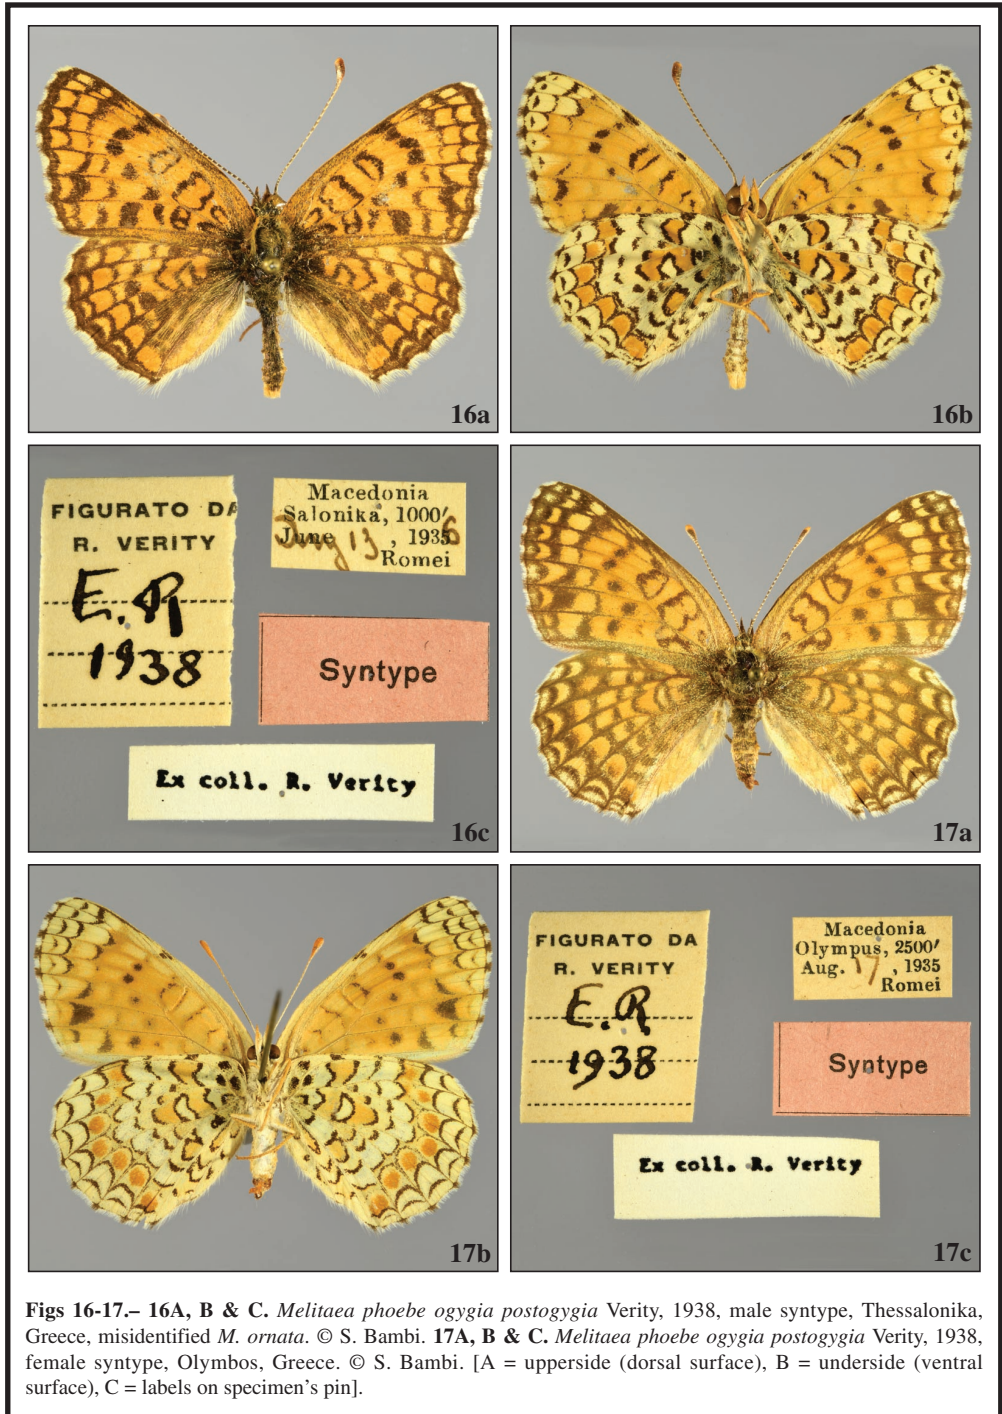 16a
16b
FIGURATO DA
R. VERITY
E.R
1938
Macedonia
Salonika, 1000'
June 13, 1935 6
Romei
Syntype
Ex coll. R. Verity
16c
17a
17b
FIGURATO DA
R. VERITY
E.R
1938
Macedonia
Olympus, 2500'
Aug. 17, 1935
Romei
Syntype
Ex coll. R. Verity
17c
Figs 16-17.– 16A, B & C. Melitaea phoebe ogygia postogygia Verity, 1938, male syntype, Thessalonika,
Greece, misidentified M. ornata. © S. Bambi. 17A, B & C. Melitaea phoebe ogygia postogygia Verity, 1938,
female syntype, Olymbos, Greece. © S. Bambi. [A = upperside (dorsal surface), B = underside (ventral
surface), C = labels on specimen's pin].